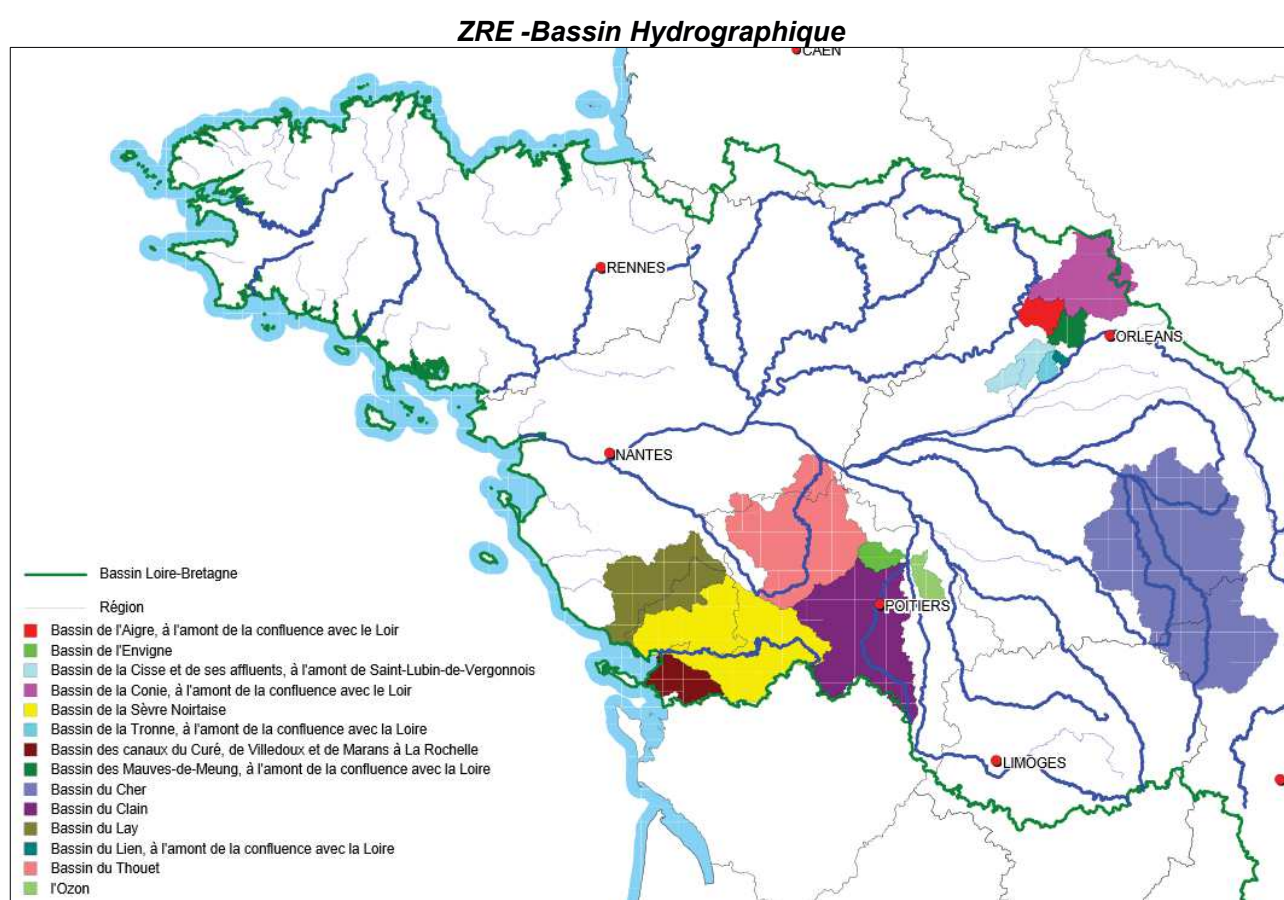 ZRE -Bassin Hydrographique
CAEN
RENNES
ORLEANS
NANTES
POITIERS
LIMOGES
Bassin Loire-Bretagne
Région
Bassin de l'Aigre, à l'amont de la confluence avec le Loir
Bassin de l'Envigne
Bassin de la Cisse et de ses affluents, à l'amont de Saint-Lubin-de-Vergonnois
Bassin de la Conie, à l'amont de la confluence avec le Loir
Bassin de la Sèvre Noirtaise
Bassin de la Tronne, à l'amont de la confluence avec la Loire
Bassin des canaux du Curé, de Villedoux et de Marans à La Rochelle
Bassin des Mauves-de-Meung, à l'amont de la confluence avec la Loire
Bassin du Cher
Bassin du Clain
Bassin du Lay
Bassin du Lien, à l'amont de la confluence avec la Loire
Bassin du Thouet
l'Ozon